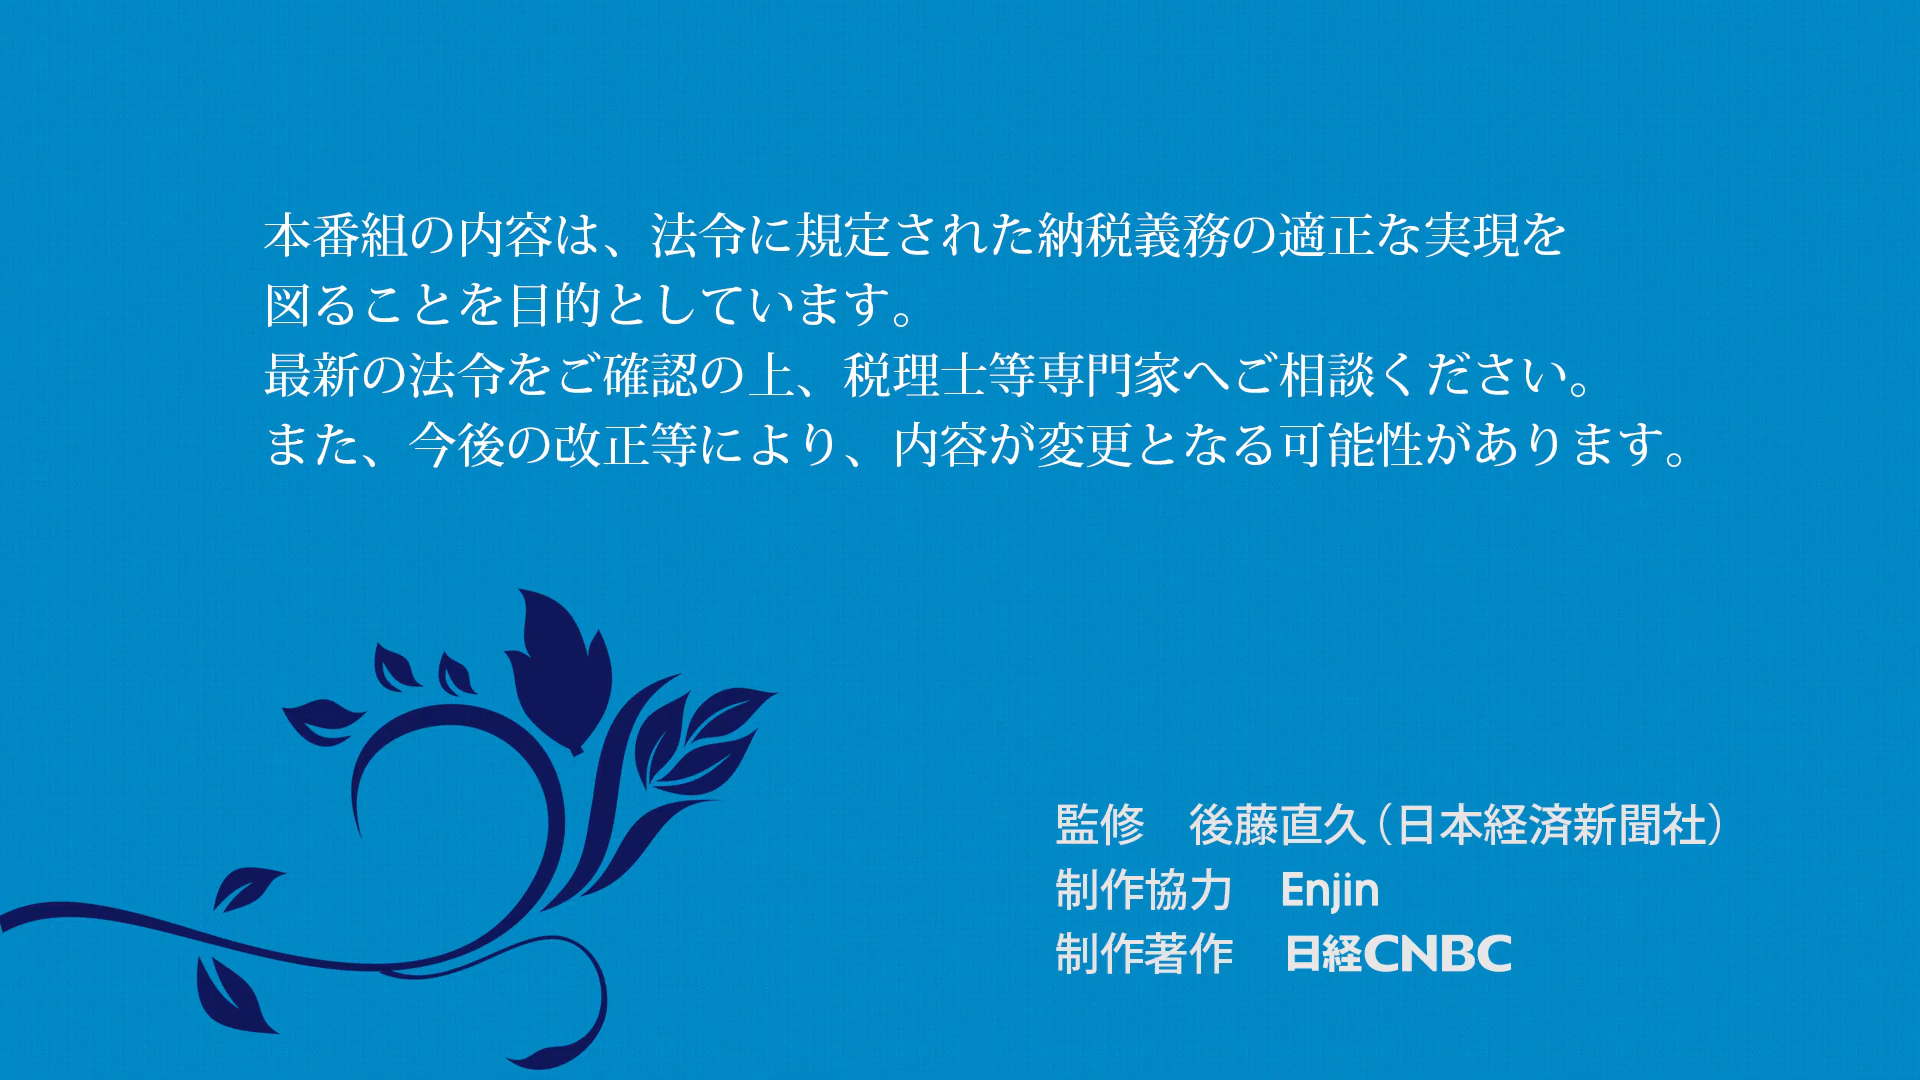 本番組の内容は、法令に規定された納税義務の適正な実現を
図ることを目的としています。
最新の法令をご確認の上、税理士等専門家へご相談ください。
また、今後の改正等により、内容が変更となる可能性があります。
監修　後藤直久（日本経済新聞社）
制作協力　Enjin
制作著作　日経CNBC